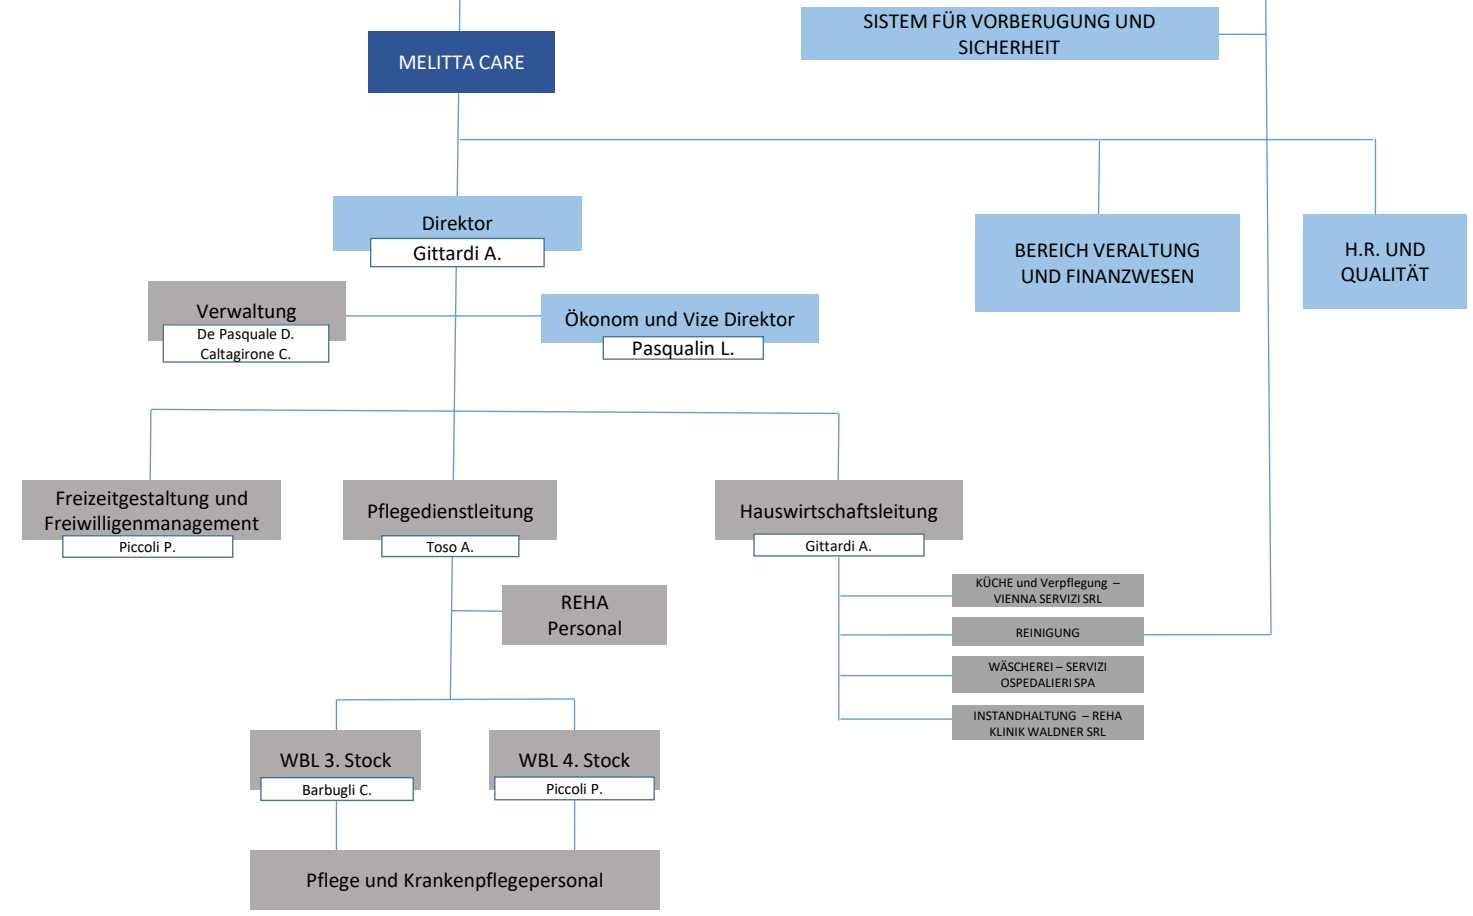 SISTEM FÜR VORBERUGUNG UND
SICHERHEIT
MELITTA CARE
Direktor
Gittardi A.
BEREICH VERALTUNG
UND FINANZWESEN
H.R. UND
QUALITÄT
Verwaltung
De Pasquale D.
Caltagirone C.
Ökonom und Vize Direktor
Pasqualin L.
Freizeitgestaltung und
Freiwilligenmanagement
Piccoli P.
Pflegedienstleitung
Toso A.
Hauswirtschaftsleitung
Gittardi A.
REHA
Personal
KÜCHE und Verpflegung –
VIENNA SERVIZI SRL
REINIGUNG
WÄSCHEREI – SERVIZI
OSPEDALIERI SPA
INSTANDHALTUNG – REHA
KLINIK WALDNER SRL
WBL 3. Stock
Barbugli C.
WBL 4. Stock
Piccoli P.
Pflege und Krankenpflegepersonal